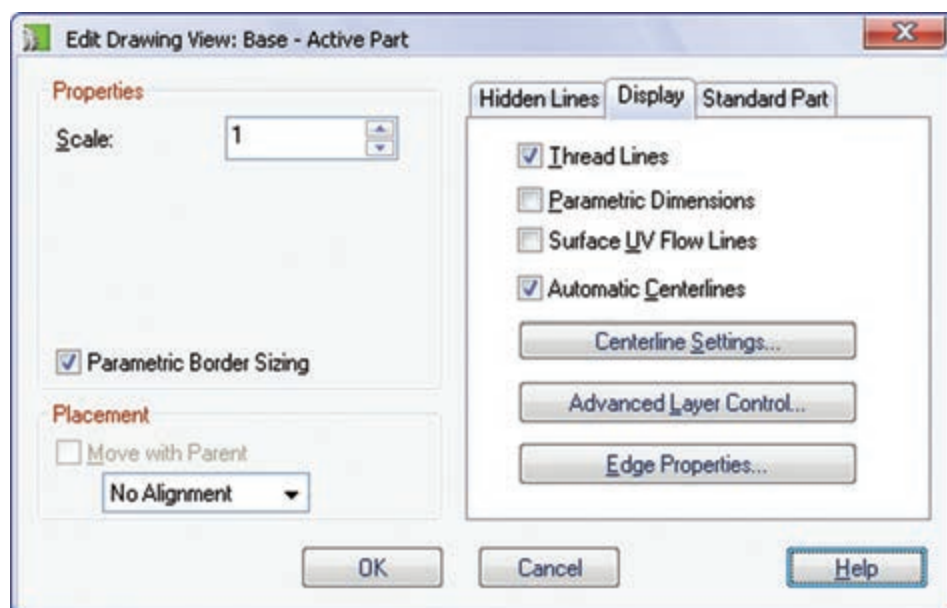 Edit Drawing View: Base - Active Part
Properties
Scale:
1
Parametric Border Sizing
Placement
Move with Parent
No Alignment
Hidden Lines
Display
Standard Part
Thread Lines
Parametric Dimensions
Surface UV Flow Lines
Automatic Centerlines
Centerline Settings...
Advanced Layer Control...
Edge Properties...
OK
Cancel
Help